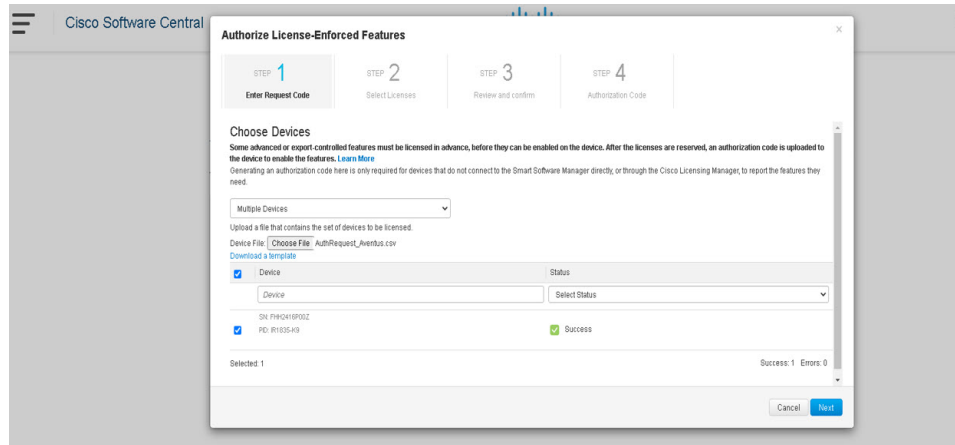 Cisco Software Central
Authorize License-Enforced Features
x
STEP 1
Enter Request Code
STEP 2
Select Licenses
STEP 3
Review and confirm
STEP 4
Authorization Code
Choose Devices
Some advanced or export-controlled features must be licensed in advance, before they can be enabled on the device. After the licenses are reserved, an authorization code is uploaded to
the device to enable the features. Learn More
Generating an authorization code here is only required for devices that do not connect to the Smart Software Manager directly, or through the Cisco Licensing Manager, to report the features they
need.
Multiple Devices
Upload a file that contains the set of devices to be licensed.
Device File: Choose File AuthRequest_Aventus.csv
Download a template
Device Status
Device Select Status
SN: FHH2416P00Z
PEI: IR1835-K9 Success
Selected: 1 Success: 1 Errors: 0
Cancel Next